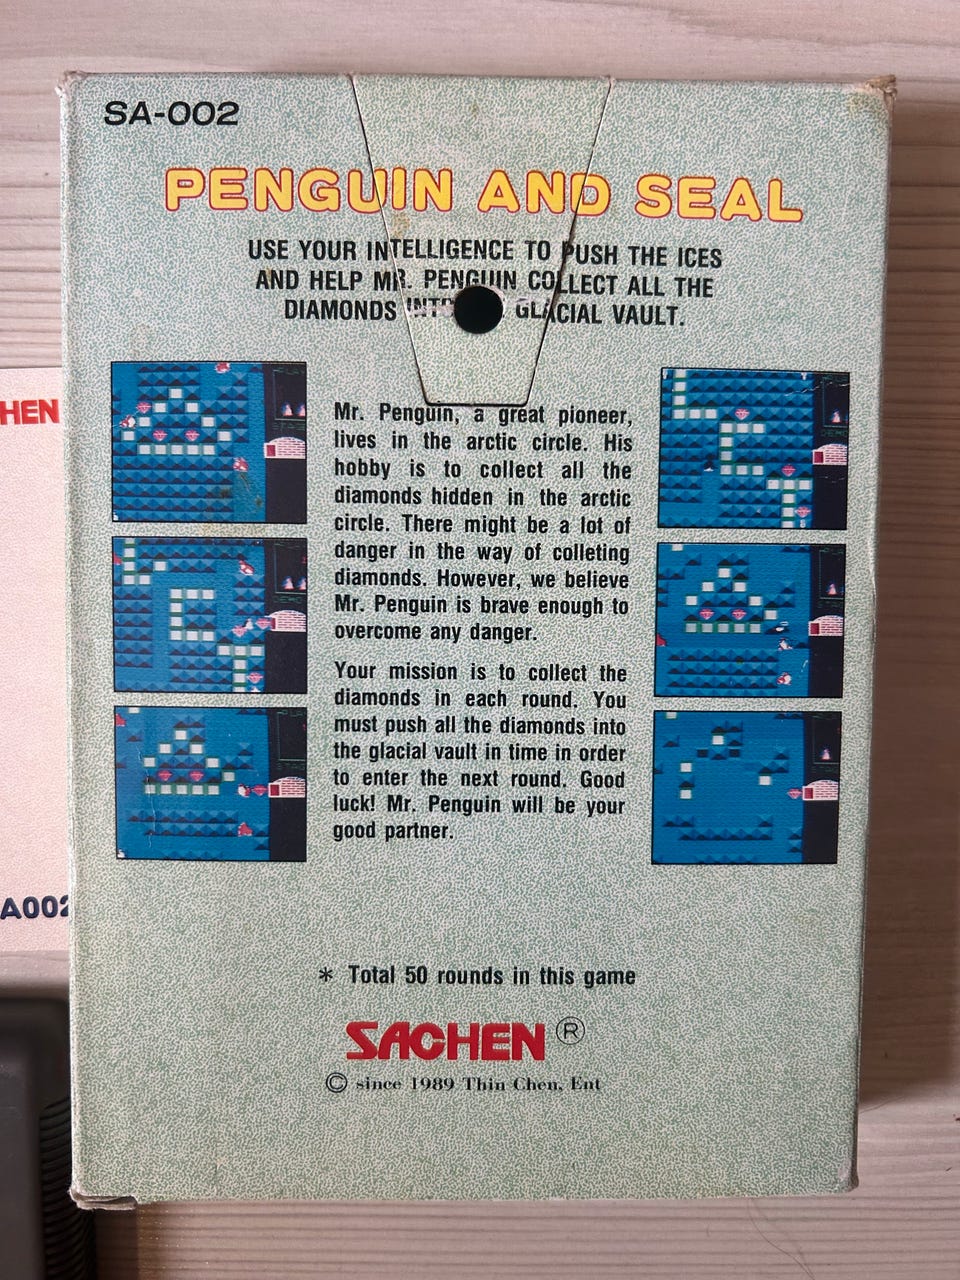 SA-002
PENGUIN AND SEAL
USE YOUR INTELLIGENCE TO PUSH THE ICES
AND HELP MR. PENGUIN COLLECT ALL THE
DIAMONDS GLACIAL VAULT.
Mr. Penguin, a great pioneer,
lives in the arctic circle. His
hobby is to collect all the
diamonds hidden in the arctic
circle. There might be a lot of
danger in the way of colleting
diamonds. However, we believe
Mr. Penguin is brave enough to
overcome any danger.
Your mission is to collect the
diamonds in each round. You
must push all the diamonds into
the glacial vault in time in order
to enter the next round. Good
luck! Mr. Penguin will be your
good partner.
* Total 50 rounds in this game
SACHEN ®
© since 1989 Thin Chen, Ent
HEN
A002